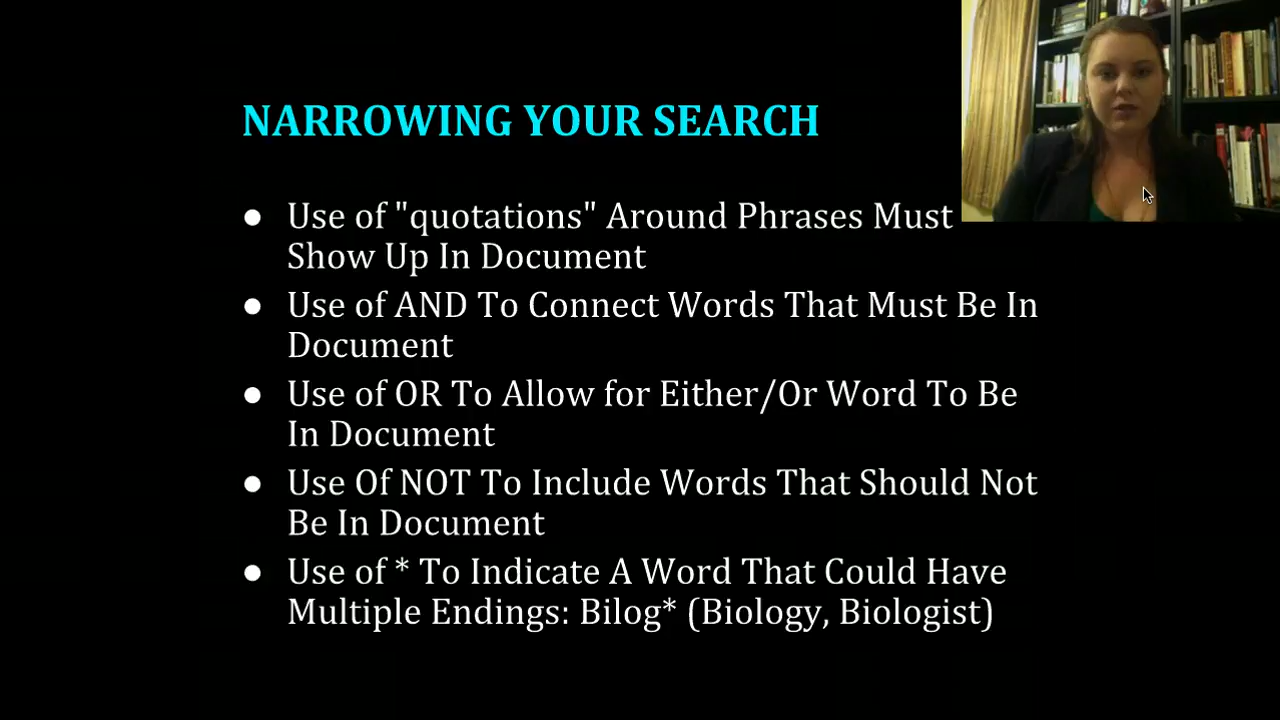 NARROWING YOUR SEARCH
● Use of "quotations" Around Phrases Must
Show Up In Document
● Use of AND To Connect Words That Must Be In
Document
● Use of OR To Allow for Either/Or Word To Be
In Document
● Use Of NOT To Include Words That Should Not
Be In Document
● Use of * To Indicate A Word That Could Have
Multiple Endings: Bilog* (Biology, Biologist)